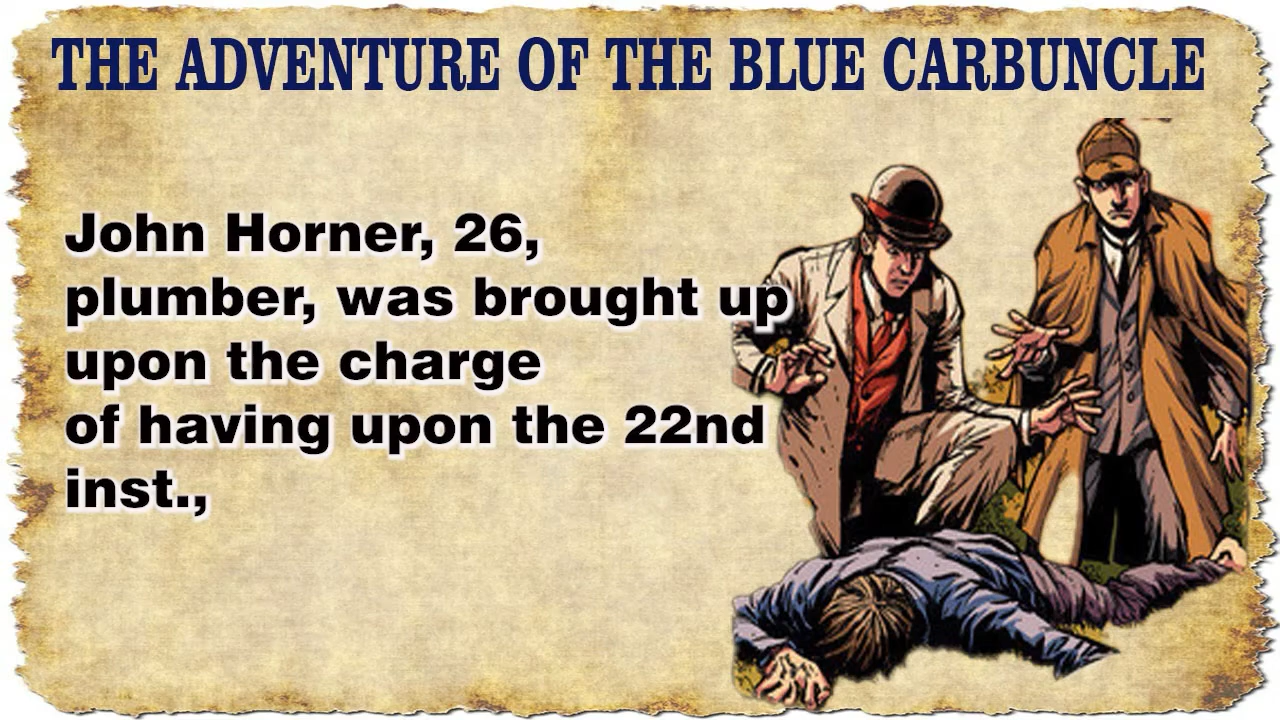 THE ADVENTURE OF THE BLUE CARBUNCLE
John Horner, 26,
plumber, was brought up
upon the charge
of having upon the 22nd
inst.,